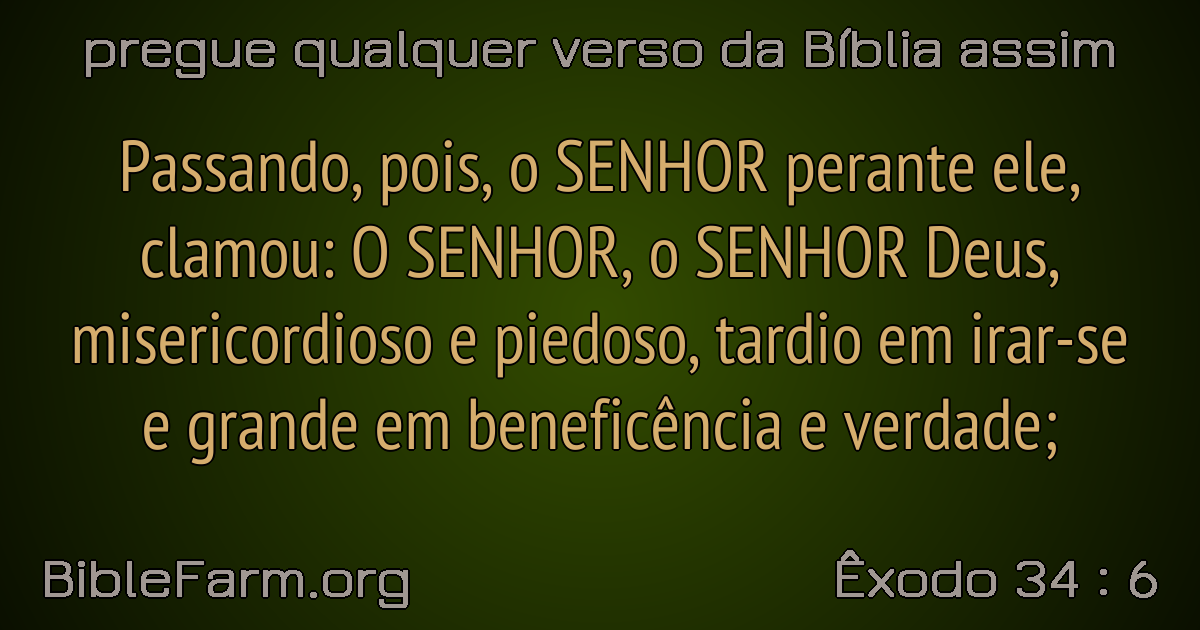 pregue qualquer verso da Bíblia assim
Passando, pois, o SENHOR perante ele,
clamou: O SENHOR, o SENHOR Deus,
misericordioso e piedoso, tardio em irar-se
e grande em beneficência e verdade;
BibleFarm.org
Êxodo 34 : 6